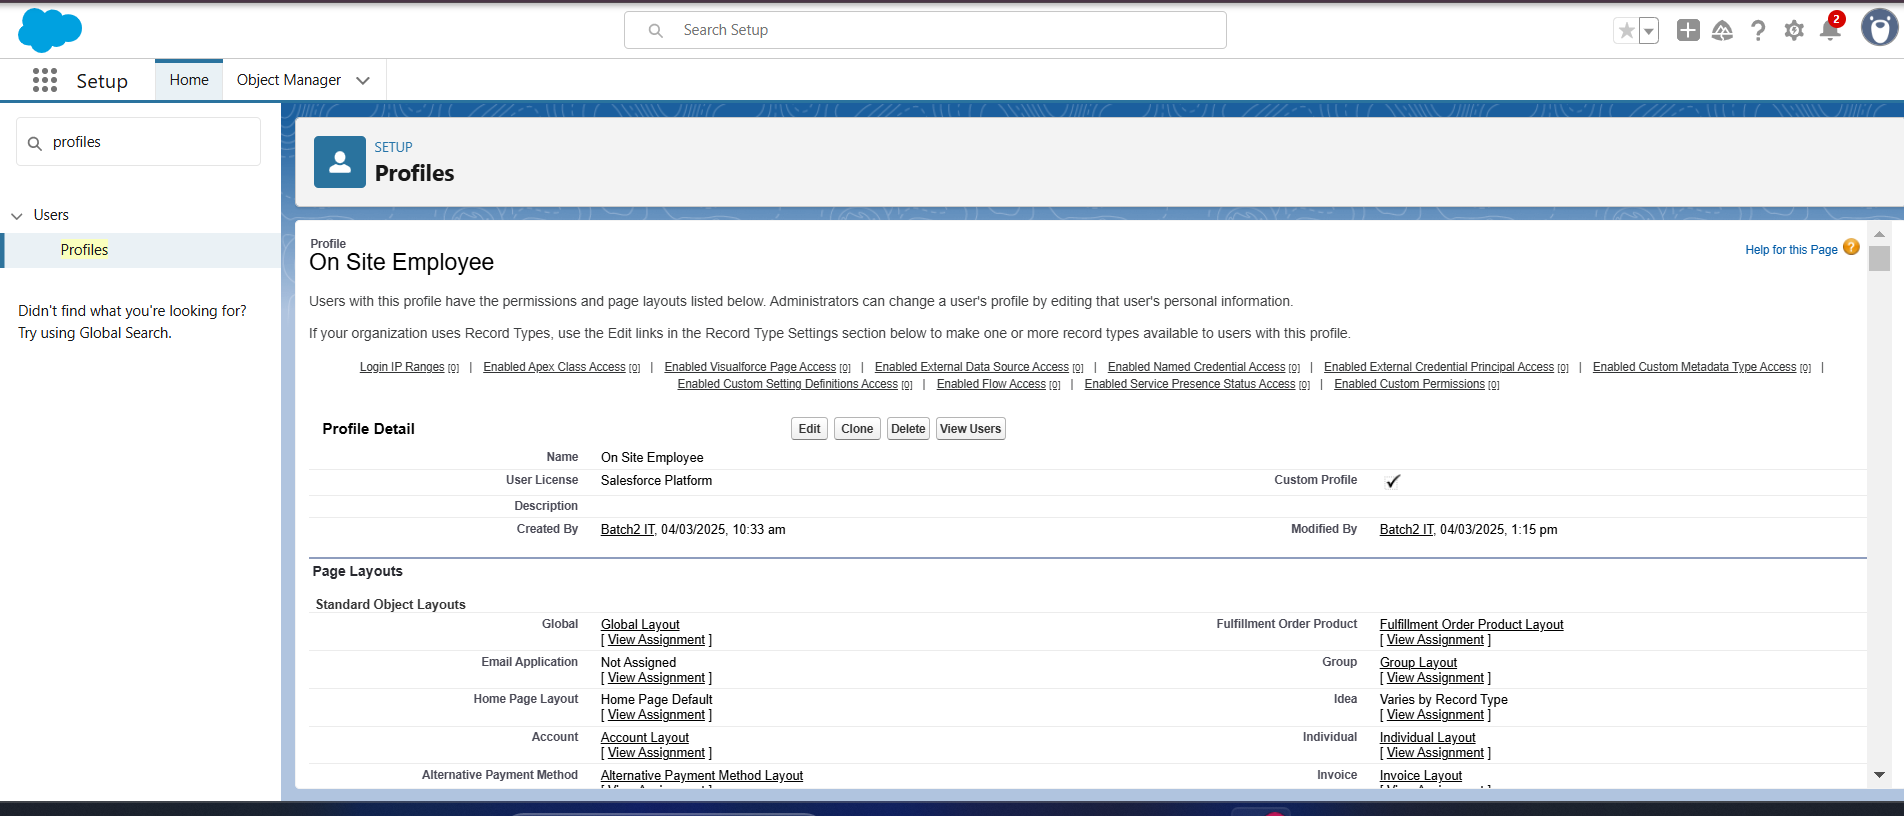 Search Setup
2
Setup
Home
Object Manager
profiles
Users
Profiles
Didn't find what you're looking for?
Try using Global Search.
SETUP
Profiles
Profile
On Site Employee
Help for this Page ?
Users with this profile have the permissions and page layouts listed below. Administrators can change a user's profile by editing that user's personal information.
If your organization uses Record Types, use the Edit links in the Record Type Settings section below to make one or more record types available to users with this profile.
Login IP Ranges [0] | Enabled Apex Class Access [0] | Enabled Visualforce Page Access [0] | Enabled External Data Source Access [0] | Enabled Named Credential Access [0] | Enabled External Credential Principal Access [0] | Enabled Custom Metadata Type Access [0] |
Enabled Custom Setting Definitions Access [0] | Enabled Flow Access [0] | Enabled Service Presence Status Access [0] | Enabled Custom Permissions [0]
Profile Detail Edit Clone Delete View Users
Name On Site Employee
User License Salesforce Platform Custom Profile
Description
Created By Batch2 IT, 04/03/2025, 10:33 am Modified By Batch2 IT, 04/03/2025, 1:15 pm
Page Layouts
Standard Object Layouts
Global Global Layout Fulfillment Order Product Fulfillment Order Product Layout
[ View Assignment ] [ View Assignment ]
Email Application Not Assigned Group Group Layout
[ View Assignment ] [ View Assignment ]
Home Page Layout Home Page Default Idea Varies by Record Type
[ View Assignment ] [ View Assignment ]
Account Account Layout Individual Individual Layout
[ View Assignment ] [ View Assignment ]
Alternative Payment Method Alternative Payment Method Layout Invoice Invoice Layout